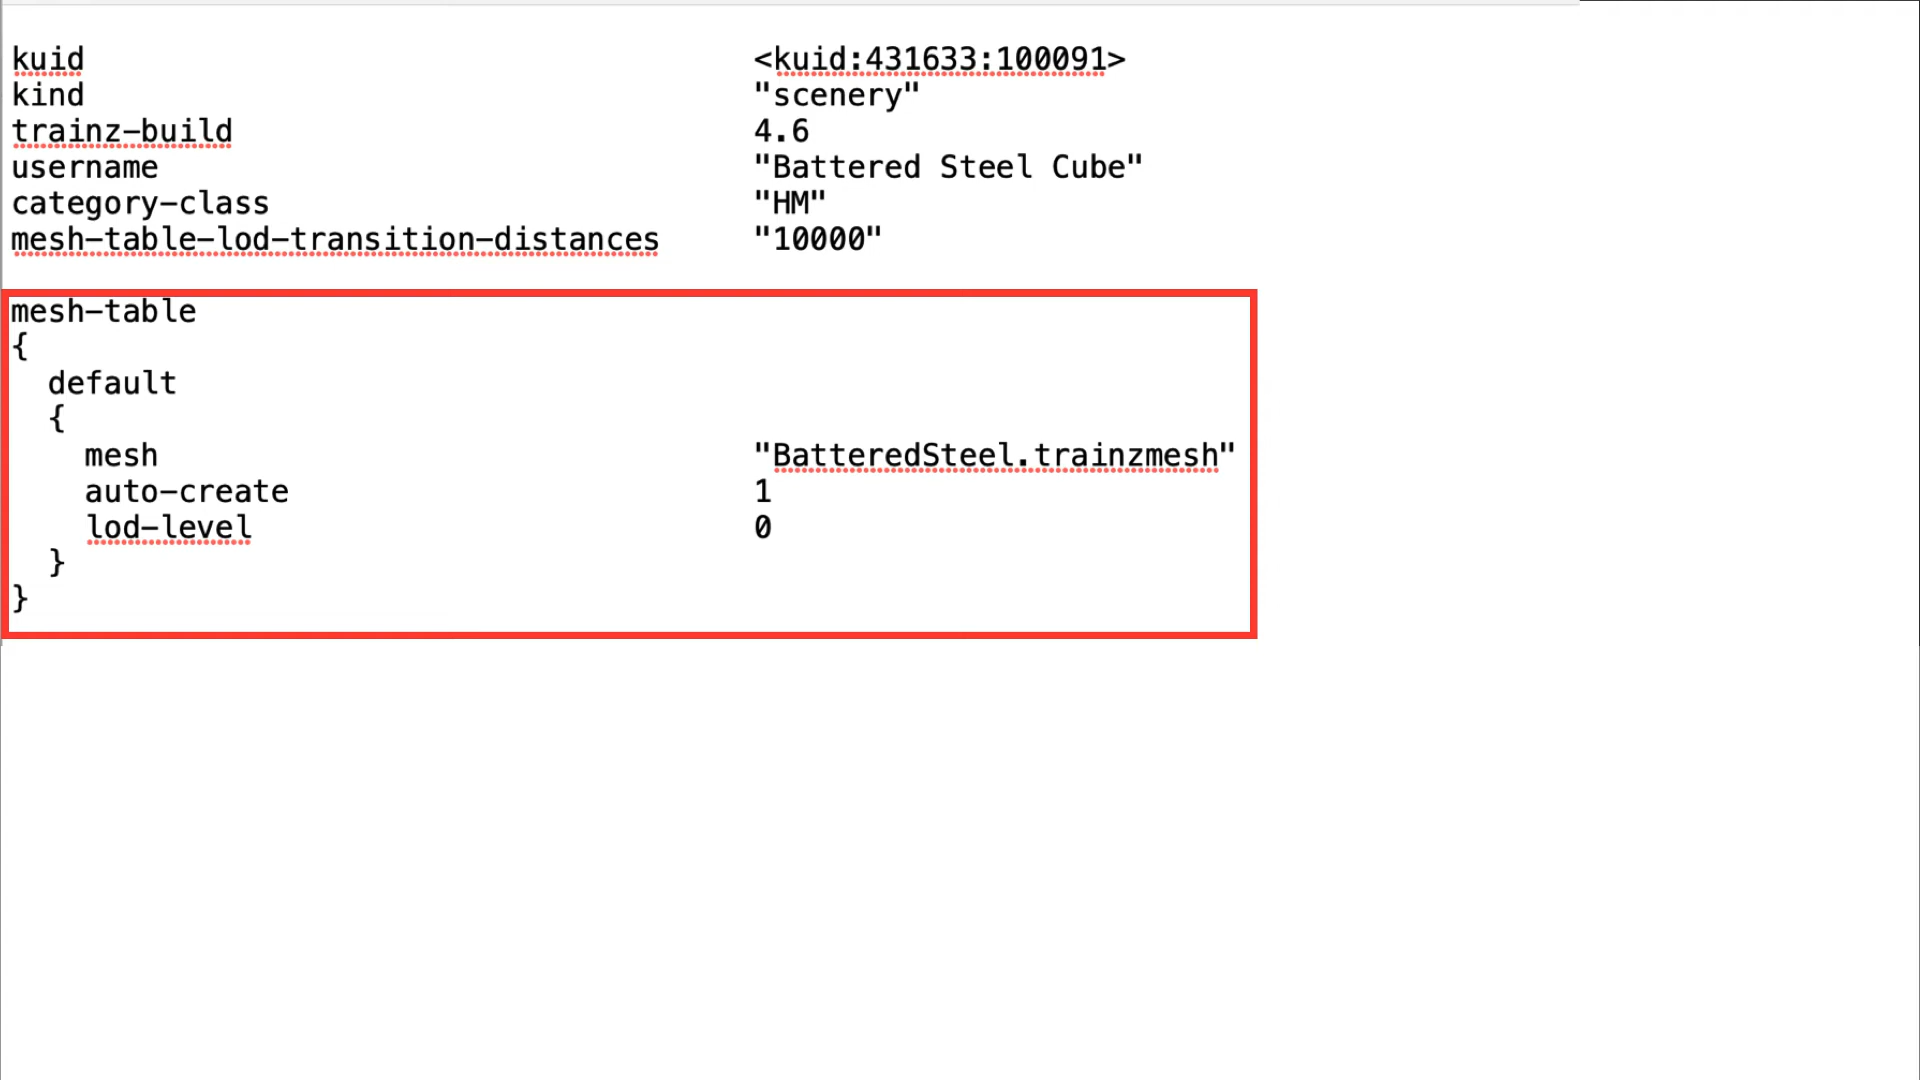 kuid <kuid:431633:100091>
kind "scenery"
trainz-build 4.6
username "Battered Steel Cube"
category-class "HM"
mesh-table-lod-transition-distances "10000"
mesh-table
{
default
{
mesh "BatteredSteel.trainzmesh"
auto-create 1
lod-level 0
}
}